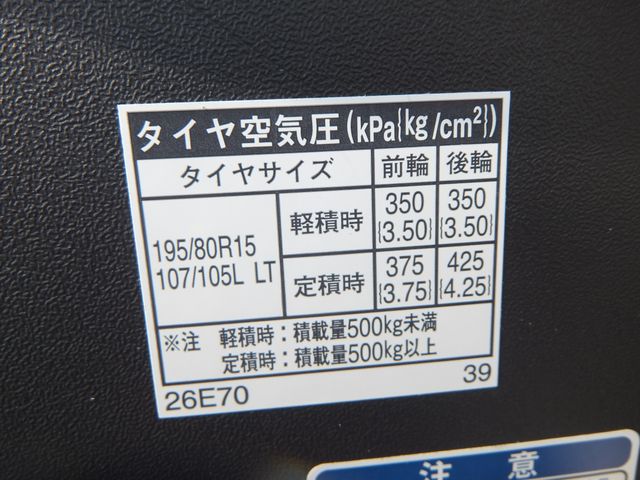 タイヤ空気圧(kPa{kg/cm²})
タイヤサイズ 前輪 後輪
195/80R15 107/105L LT
軽積時 350 {3.50} 350 {3.50}
定積時 375 {3.75} 425 {4.25}
※注 軽積時:積載量500kg未満
定積時:積載量500kg以上
26E70 39
注意